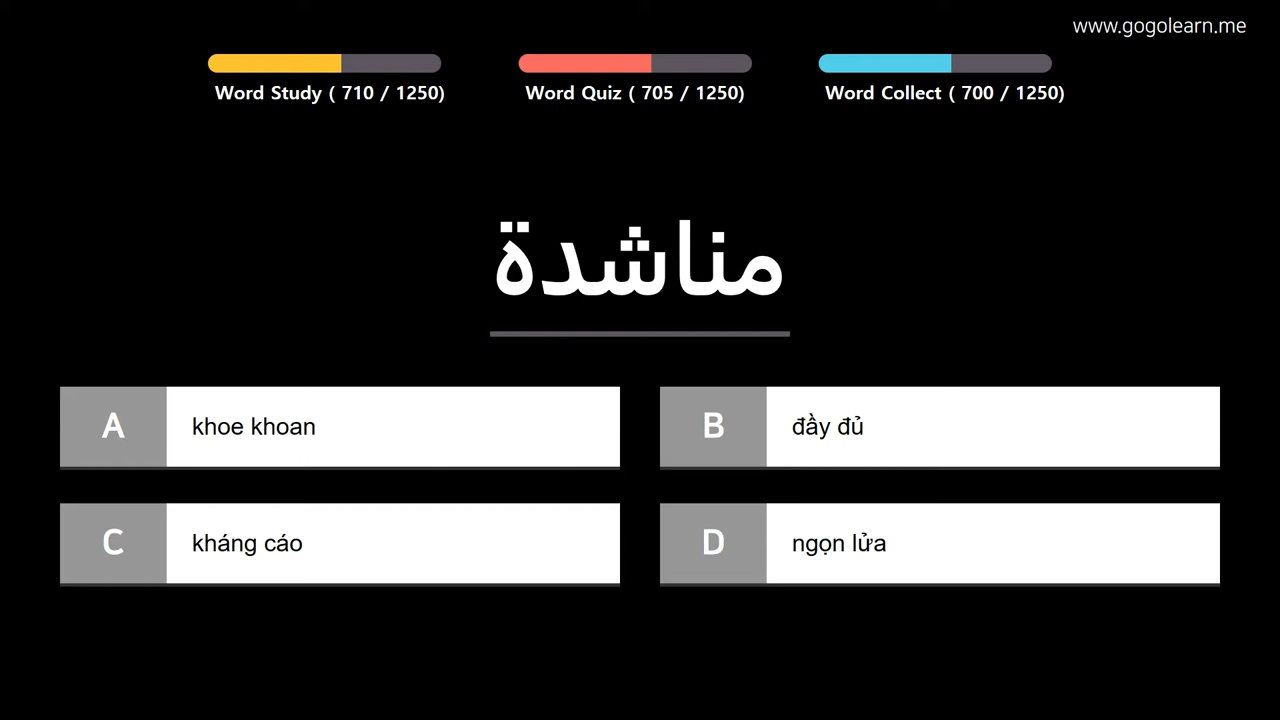 www.gogolearn.me
Word Study ( 710 / 1250)
Word Quiz ( 705 / 1250)
Word Collect ( 700 / 1250)
مناشدة
A
khoe khoan
B
đầy đủ
C
kháng cáo
D
ngọn lửa